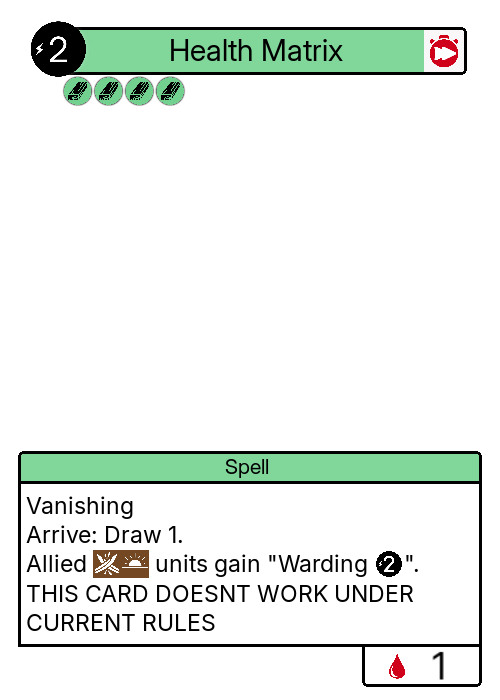 2
Health Matrix
Spell
Vanishing
Arrive: Draw 1.
Allied units gain "Warding 2".
THIS CARD DOESNT WORK UNDER
CURRENT RULES
1